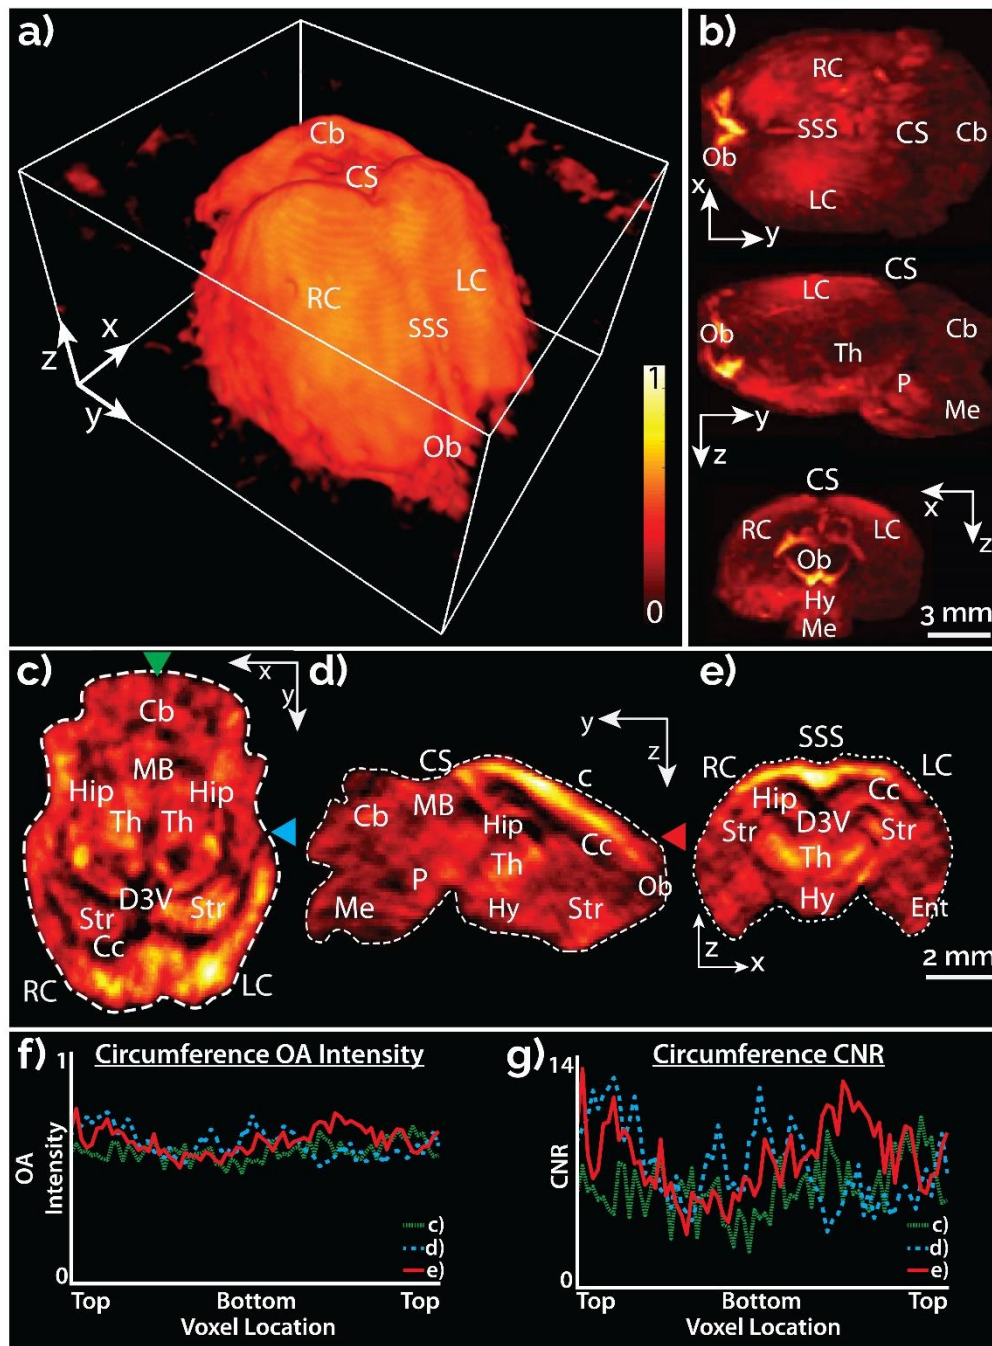 a)
Cb
CS
RC
LC
SSS
Ob
z
x
y
1
0
b)
RC
SSS
CS
Cb
Ob
LC
x
y
CS
LC
Ob
Cb
Th
P
Me
y
z
CS
x
RC
LC
z
Ob
Hy
Me
3 mm
c)
x
y
Cb
MB
Hip
Hip
Th
Th
D3V
Str
Str
Cc
RC
LC
d)
y
z
CS
c
Cb
MB
Hip
Cc
Th
P
Ob
Me
Hy
Str
e)
SSS
RC
LC
Hip
Cc
Str
D3V
Str
Th
Hy
Ent
z
x
2 mm
f)
Circumference OA Intensity
1
OA
Intensity
0
c)
d)
e)
Top
Bottom
Top
Voxel Location
g)
Circumference CNR
14
CNR
0
c)
d)
e)
Top
Bottom
Top
Voxel Location